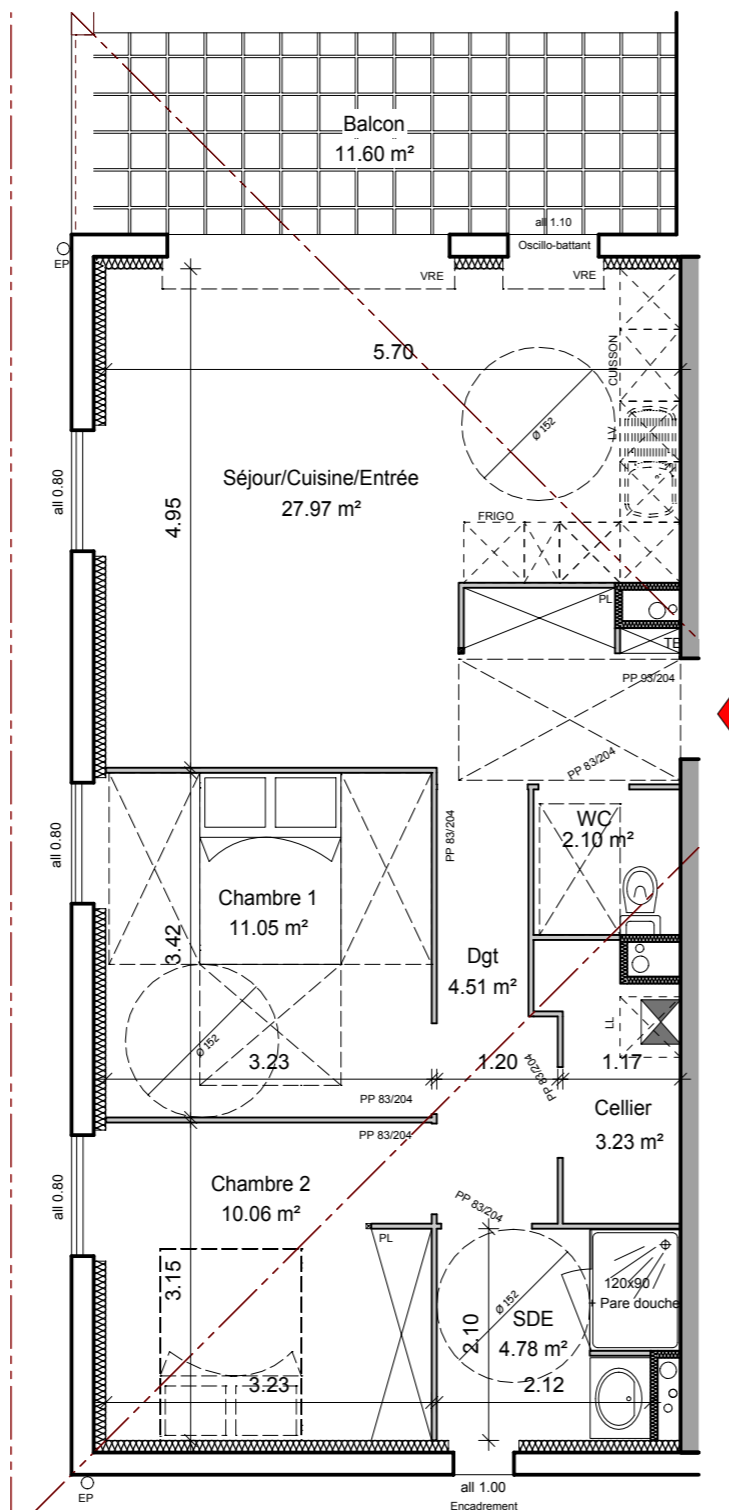 Balcon
11.60 m²
all 1.10
Oscillo-battant
EP
VRE
VRE
5.70
CUISSON
Ø 152
LV
all 0.80
Séjour/Cuisine/Entrée
27.97 m²
4.95
FRIGO
PL
TE
PP 93/204
PP 83/204
PP 83/204
WC
2.10 m²
all 0.80
Chambre 1
11.05 m²
3.42
Dgt
4.51 m²
LL
Ø 152
3.23
1.20
1.17
PP 83/204
PP 83/204
Cellier
3.23 m²
PP 83/204
Chambre 2
10.06 m²
all 0.80
PP 83/204
PL
3.15
120x90
+ Pare douche
Ø 152
SDE
4.78 m²
2.10
3.23
2.12
EP
all 1.00
Encadrement